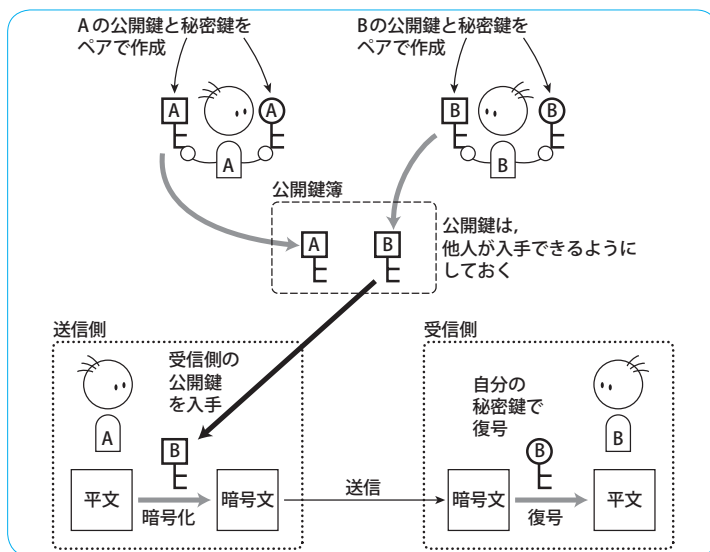 Aの公開鍵と秘密鍵を
ペアで作成
Bの公開鍵と秘密鍵を
ペアで作成
A
A
A
B
B
B
公開鍵簿
A
B
公開鍵は，
他人が入手できるように
しておく
送信側
受信側の
公開鍵
を入手
A
B
平文
暗号化
暗号文
送信
受信側
自分の
秘密鍵で
復号
B
B
暗号文
復号
平文